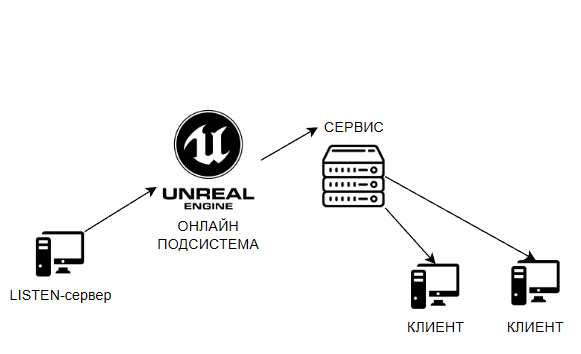 СЕРВИС
UNREAL
ENGINE
ОНЛАЙН
ПОДСИСТЕМА
LISTEN-сервер
КЛИЕНТ
КЛИЕНТ